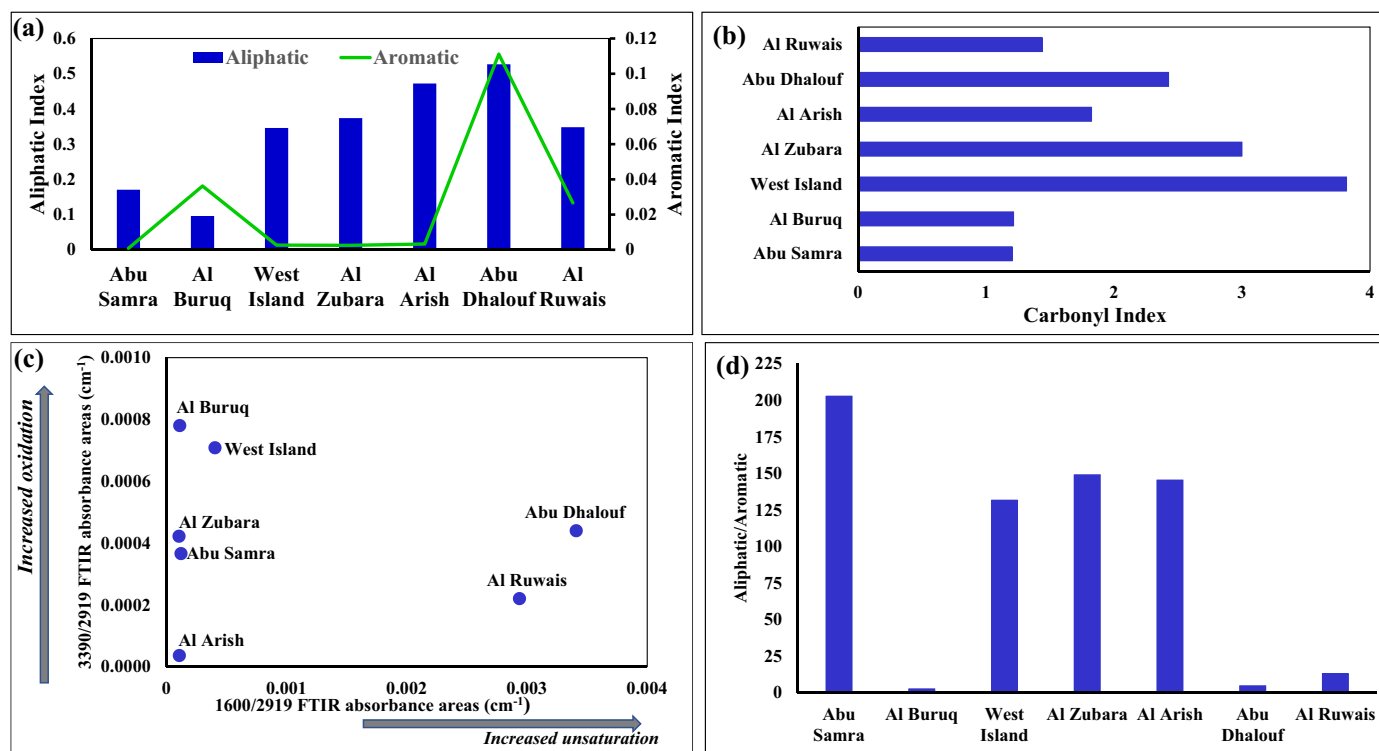 (a)
Aliphatic
Aromatic
Aliphatic Index
0.6
0.5
0.4
0.3
0.2
0.1
0
0.12
0.1
0.08
0.06
0.04
0.02
0
Aromatic Index
Abu Samra
Al Buruq
West Island
Al Zubara
Al Arish
Abu Dhalouf
Al Ruwais
(b)
Al Ruwais
Abu Dhalouf
Al Arish
Al Zubara
West Island
Al Buruq
Abu Samra
0 1 2 3 4
Carbonyl Index
(c)
Increased oxidation
3390/2919 FTIR absorbance areas (cm⁻¹)
0.0010
0.0008
0.0006
0.0004
0.0002
0.0000
Al Buruq
West Island
Al Zubara
Abu Samra
Abu Dhalouf
Al Ruwais
Al Arish
0 0.001 0.002 0.003 0.004
1600/2919 FTIR absorbance areas (cm⁻¹)
Increased unsaturation
(d)
Aliphatic/Aromatic
225
200
175
150
125
100
75
50
25
0
Abu Samra
Al Buruq
West Island
Al Zubara
Al Arish
Abu Dhalouf
Al Ruwais